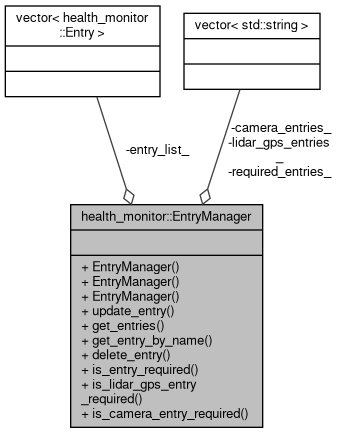 vector< health_monitor
::Entry >
vector< std::string >
-entry_list_
-camera_entries_
-lidar_gps_entries
_
-required_entries_
health_monitor::EntryManager
+ EntryManager()
+ EntryManager()
+ EntryManager()
+ update_entry()
+ get_entries()
+ get_entry_by_name()
+ delete_entry()
+ is_entry_required()
+ is_lidar_gps_entry
_required()
+ is_camera_entry_required()